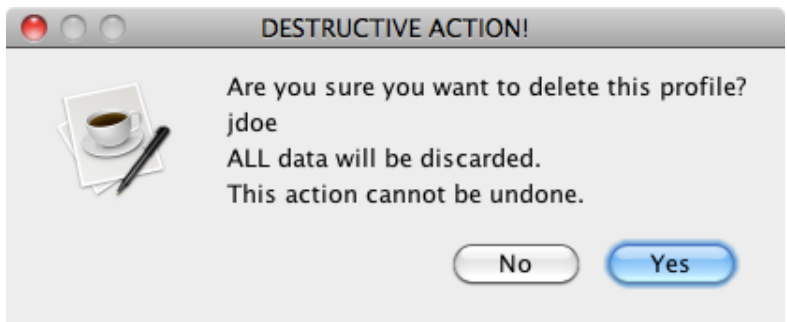 DESTRUCTIVE ACTION!
Are you sure you want to delete this profile?
jdoe
ALL data will be discarded.
This action cannot be undone.
No
Yes